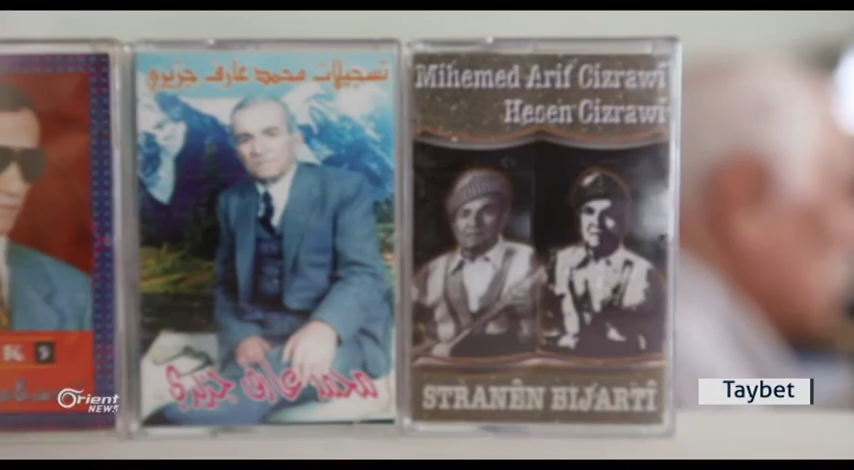 تسجيلات محمد عارف جزيري
محمد عارف جزيري
Mihemed Arif Cizrawî
Hesen Cizrawî
STRANÊN BIJARTÎ
K
Orient
NEWS
Taybet